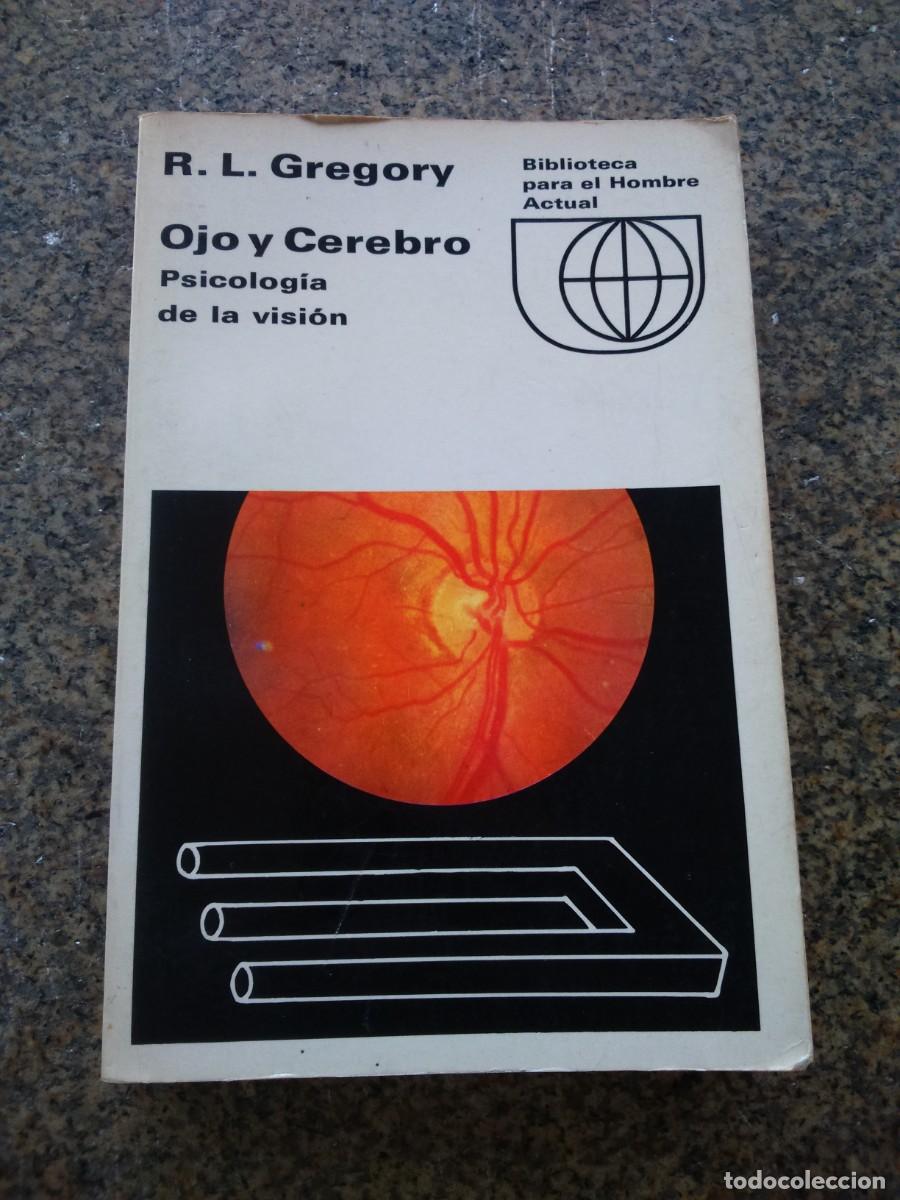 R. L. Gregory
Ojo y Cerebro
Psicología
de la visión
Biblioteca
para el Hombre
Actual
todocoleccion